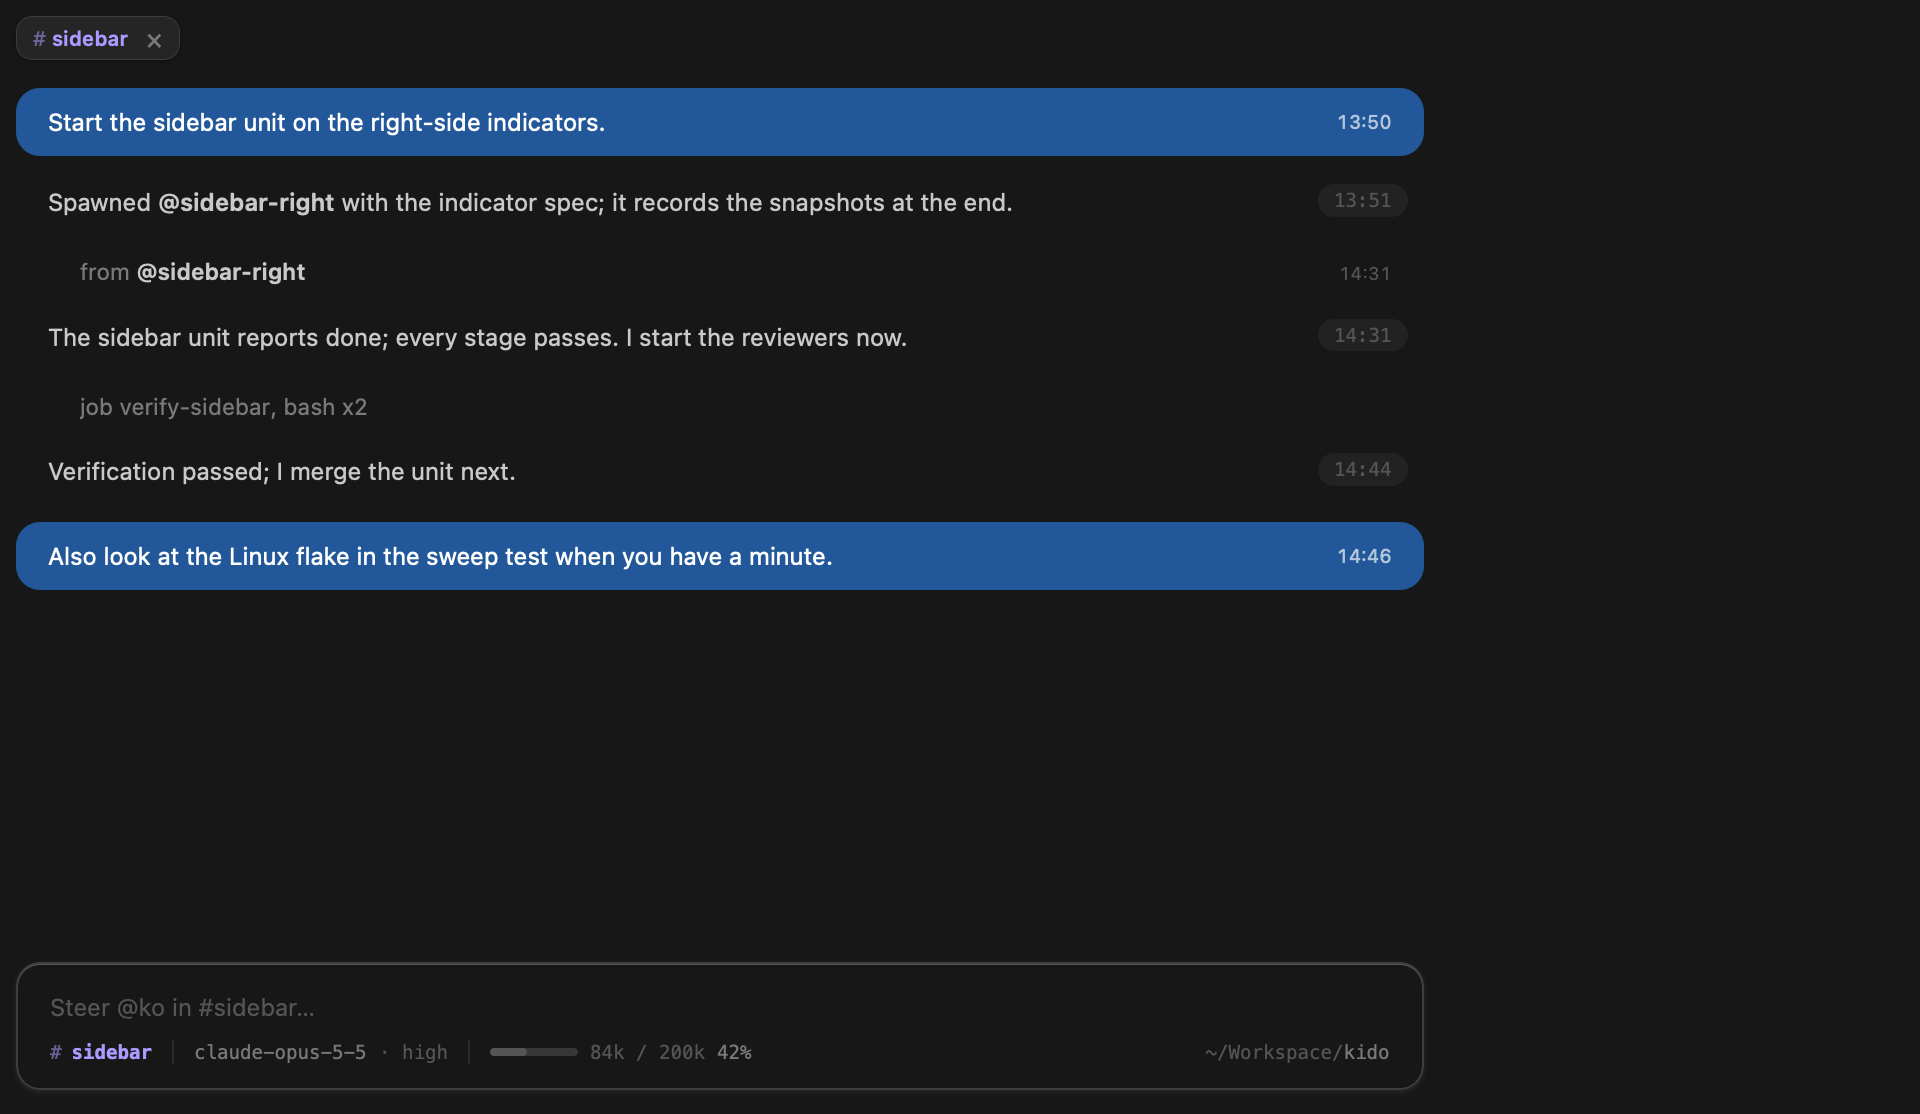 # sidebar ×
Start the sidebar unit on the right-side indicators. 13:50
Spawned @sidebar-right with the indicator spec; it records the snapshots at the end. 13:51
from @sidebar-right 14:31
The sidebar unit reports done; every stage passes. I start the reviewers now. 14:31
job verify-sidebar, bash x2
Verification passed; I merge the unit next. 14:44
Also look at the Linux flake in the sweep test when you have a minute. 14:46
Steer @ko in #sidebar...
# sidebar | claude-opus-5-5 · high | 84k / 200k 42% ~/Workspace/kido